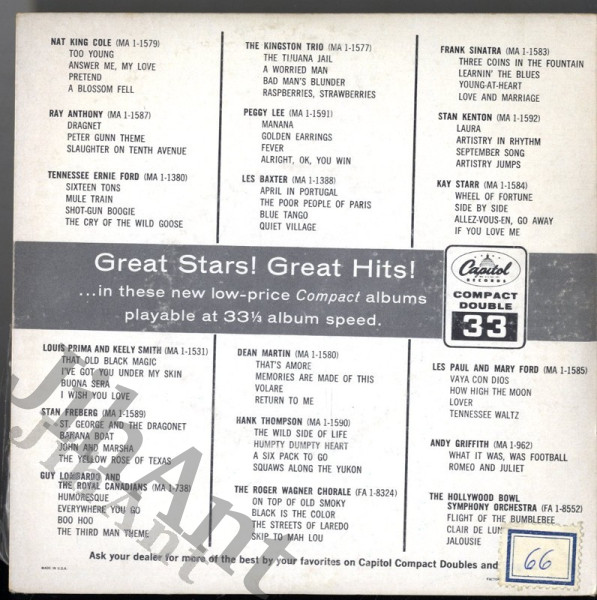 NAT KING COLE (MA 1-1579)
TOO YOUNG
ANSWER ME, MY LOVE
PRETEND
A BLOSSOM FELL
RAY ANTHONY (MA 1-1587)
DRAGNET
PETER GUNN THEME
SLAUGHTER ON TENTH AVENUE
TENNESSEE ERNIE FORD (MA 1-1380)
SIXTEEN TONS
MULE TRAIN
SHOT-GUN BOOGIE
THE CRY OF THE WILD GOOSE
THE KINGSTON TRIO (MA 1-1577)
THE TIJUANA JAIL
A WORRIED MAN
BAD MAN'S BLUNDER
RASPBERRIES, STRAWBERRIES
PEGGY LEE (MA 1-1591)
MANANA
GOLDEN EARRINGS
FEVER
ALRIGHT, OK, YOU WIN
LES BAXTER (MA 1-1388)
APRIL IN PORTUGAL
THE POOR PEOPLE OF PARIS
BLUE TANGO
QUIET VILLAGE
FRANK SINATRA (MA 1-1583)
THREE COINS IN THE FOUNTAIN
LEARNIN' THE BLUES
YOUNG-AT-HEART
LOVE AND MARRIAGE
STAN KENTON (MA 1-1592)
LAURA
ARTISTRY IN RHYTHM
SEPTEMBER SONG
ARTISTRY JUMPS
KAY STARR (MA 1-1584)
WHEEL OF FORTUNE
SIDE BY SIDE
ALLEZ-VOUS-EN, GO AWAY
IF YOU LOVE ME
Great Stars! Great Hits!
...in these new low-price Compact albums
playable at 33⅓ album speed.
Capitol
RECORDS
COMPACT
DOUBLE
33
LOUIS PRIMA AND KEELY SMITH (MA 1-1531)
THAT OLD BLACK MAGIC
I'VE GOT YOU UNDER MY SKIN
BUONA SERA
I WISH YOU LOVE
STAN FREBERG (MA 1-1589)
ST. GEORGE AND THE DRAGONET
BANANA BOAT
JOHN AND MARSHA
THE YELLOW ROSE OF TEXAS
GUY LOMBARDO AND
THE ROYAL CANADIANS (MA 1-738)
HUMORESQUE
EVERYWHERE YOU GO
BOO HOO
THE THIRD MAN THEME
DEAN MARTIN (MA 1-1580)
THAT'S AMORE
MEMORIES ARE MADE OF THIS
VOLARE
RETURN TO ME
HANK THOMPSON (MA 1-1590)
THE WILD SIDE OF LIFE
HUMPTY DUMPTY HEART
A SIX PACK TO GO
SQUAWS ALONG THE YUKON
THE ROGER WAGNER CHORALE (FA 1-8324)
ON TOP OF OLD SMOKY
BLACK IS THE COLOR
THE STREETS OF LAREDO
SKIP TO MAH LOU
LES PAUL AND MARY FORD (MA 1-1585)
VAYA CON DIOS
HOW HIGH THE MOON
LOVER
TENNESSEE WALTZ
ANDY GRIFFITH (MA 1-962)
WHAT IT WAS, WAS FOOTBALL
ROMEO AND JULIET
THE HOLLYWOOD BOWL
SYMPHONY ORCHESTRA (FA 1-8552)
FLIGHT OF THE BUMBLEBEE
CLAIR DE LUN
JALOUSIE
66
Ask your dealer for more of the best by your favorites on Capitol Compact Doubles and
MADE IN U.S.A.
JohAnt
JohAnt